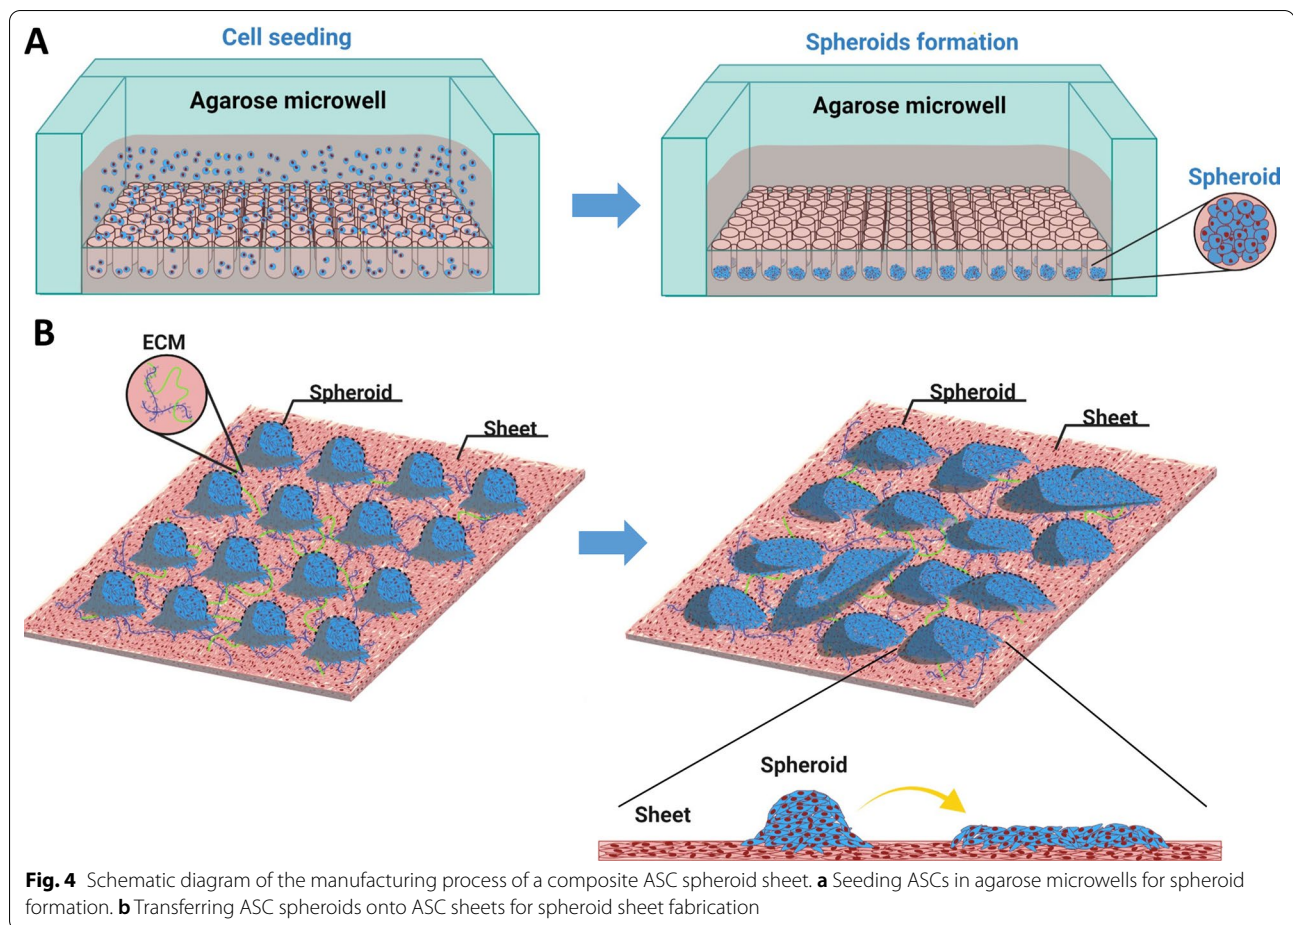 A
Cell seeding
Agarose microwell
Spheroids formation
Agarose microwell
Spheroid
B
ECM
Spheroid
Sheet
Spheroid
Sheet
Spheroid
Sheet
Fig. 4 Schematic diagram of the manufacturing process of a composite ASC spheroid sheet. a Seeding ASCs in agarose microwells for spheroid
formation. b Transferring ASC spheroids onto ASC sheets for spheroid sheet fabrication